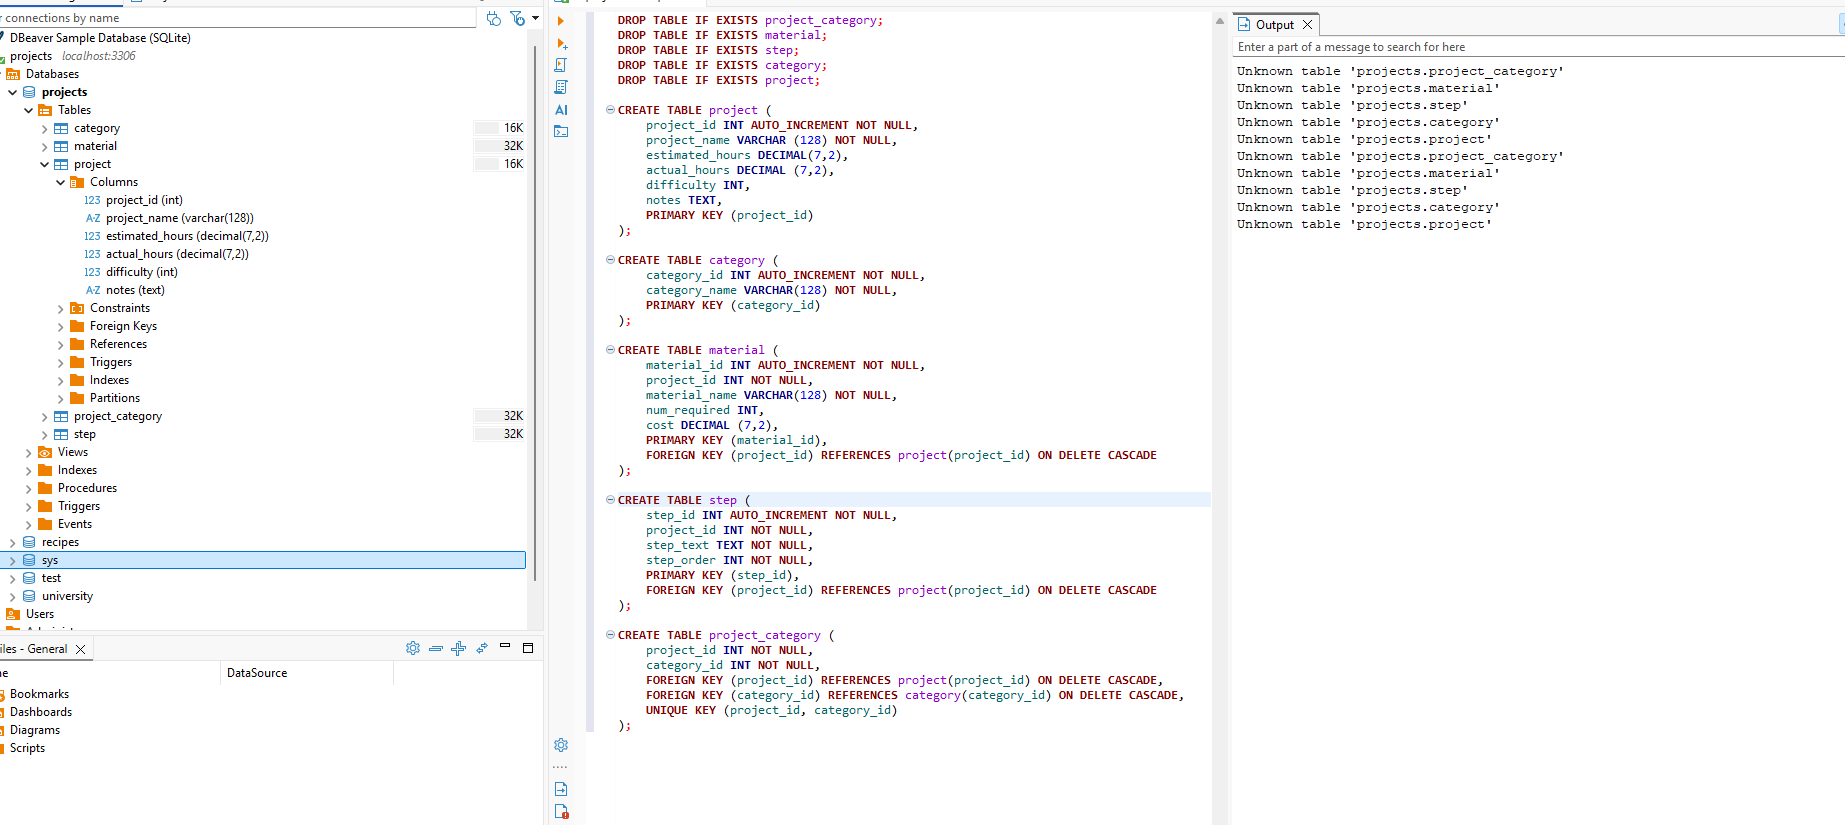 connections by name
DBeaver Sample Database (SQLite)
projects localhost:3306
Databases
projects
Tables
category 16K
material 32K
project 16K
Columns
123 project_id (int)
A-Z project_name (varchar(128))
123 estimated_hours (decimal(7,2))
123 actual_hours (decimal(7,2))
123 difficulty (int)
A-Z notes (text)
Constraints
Foreign Keys
References
Triggers
Indexes
Partitions
project_category 32K
step 32K
Views
Indexes
Procedures
Triggers
Events
recipes
sys
test
university
Users
iles - General
DataSource
Bookmarks
Dashboards
Diagrams
Scripts
AI
DROP TABLE IF EXISTS project_category;
DROP TABLE IF EXISTS material;
DROP TABLE IF EXISTS step;
DROP TABLE IF EXISTS category;
DROP TABLE IF EXISTS project;
CREATE TABLE project (
project_id INT AUTO_INCREMENT NOT NULL,
project_name VARCHAR (128) NOT NULL,
estimated_hours DECIMAL(7,2),
actual_hours DECIMAL (7,2),
difficulty INT,
notes TEXT,
PRIMARY KEY (project_id)
);
CREATE TABLE category (
category_id INT AUTO_INCREMENT NOT NULL,
category_name VARCHAR(128) NOT NULL,
PRIMARY KEY (category_id)
);
CREATE TABLE material (
material_id INT AUTO_INCREMENT NOT NULL,
project_id INT NOT NULL,
material_name VARCHAR(128) NOT NULL,
num_required INT,
cost DECIMAL (7,2),
PRIMARY KEY (material_id),
FOREIGN KEY (project_id) REFERENCES project(project_id) ON DELETE CASCADE
);
CREATE TABLE step (
step_id INT AUTO_INCREMENT NOT NULL,
project_id INT NOT NULL,
step_text TEXT NOT NULL,
step_order INT NOT NULL,
PRIMARY KEY (step_id),
FOREIGN KEY (project_id) REFERENCES project(project_id) ON DELETE CASCADE
);
CREATE TABLE project_category (
project_id INT NOT NULL,
category_id INT NOT NULL,
FOREIGN KEY (project_id) REFERENCES project(project_id) ON DELETE CASCADE,
FOREIGN KEY (category_id) REFERENCES category(category_id) ON DELETE CASCADE,
UNIQUE KEY (project_id, category_id)
);
Output
Enter a part of a message to search for here
Unknown table 'projects.project_category'
Unknown table 'projects.material'
Unknown table 'projects.step'
Unknown table 'projects.category'
Unknown table 'projects.project'
Unknown table 'projects.project_category'
Unknown table 'projects.material'
Unknown table 'projects.step'
Unknown table 'projects.category'
Unknown table 'projects.project'